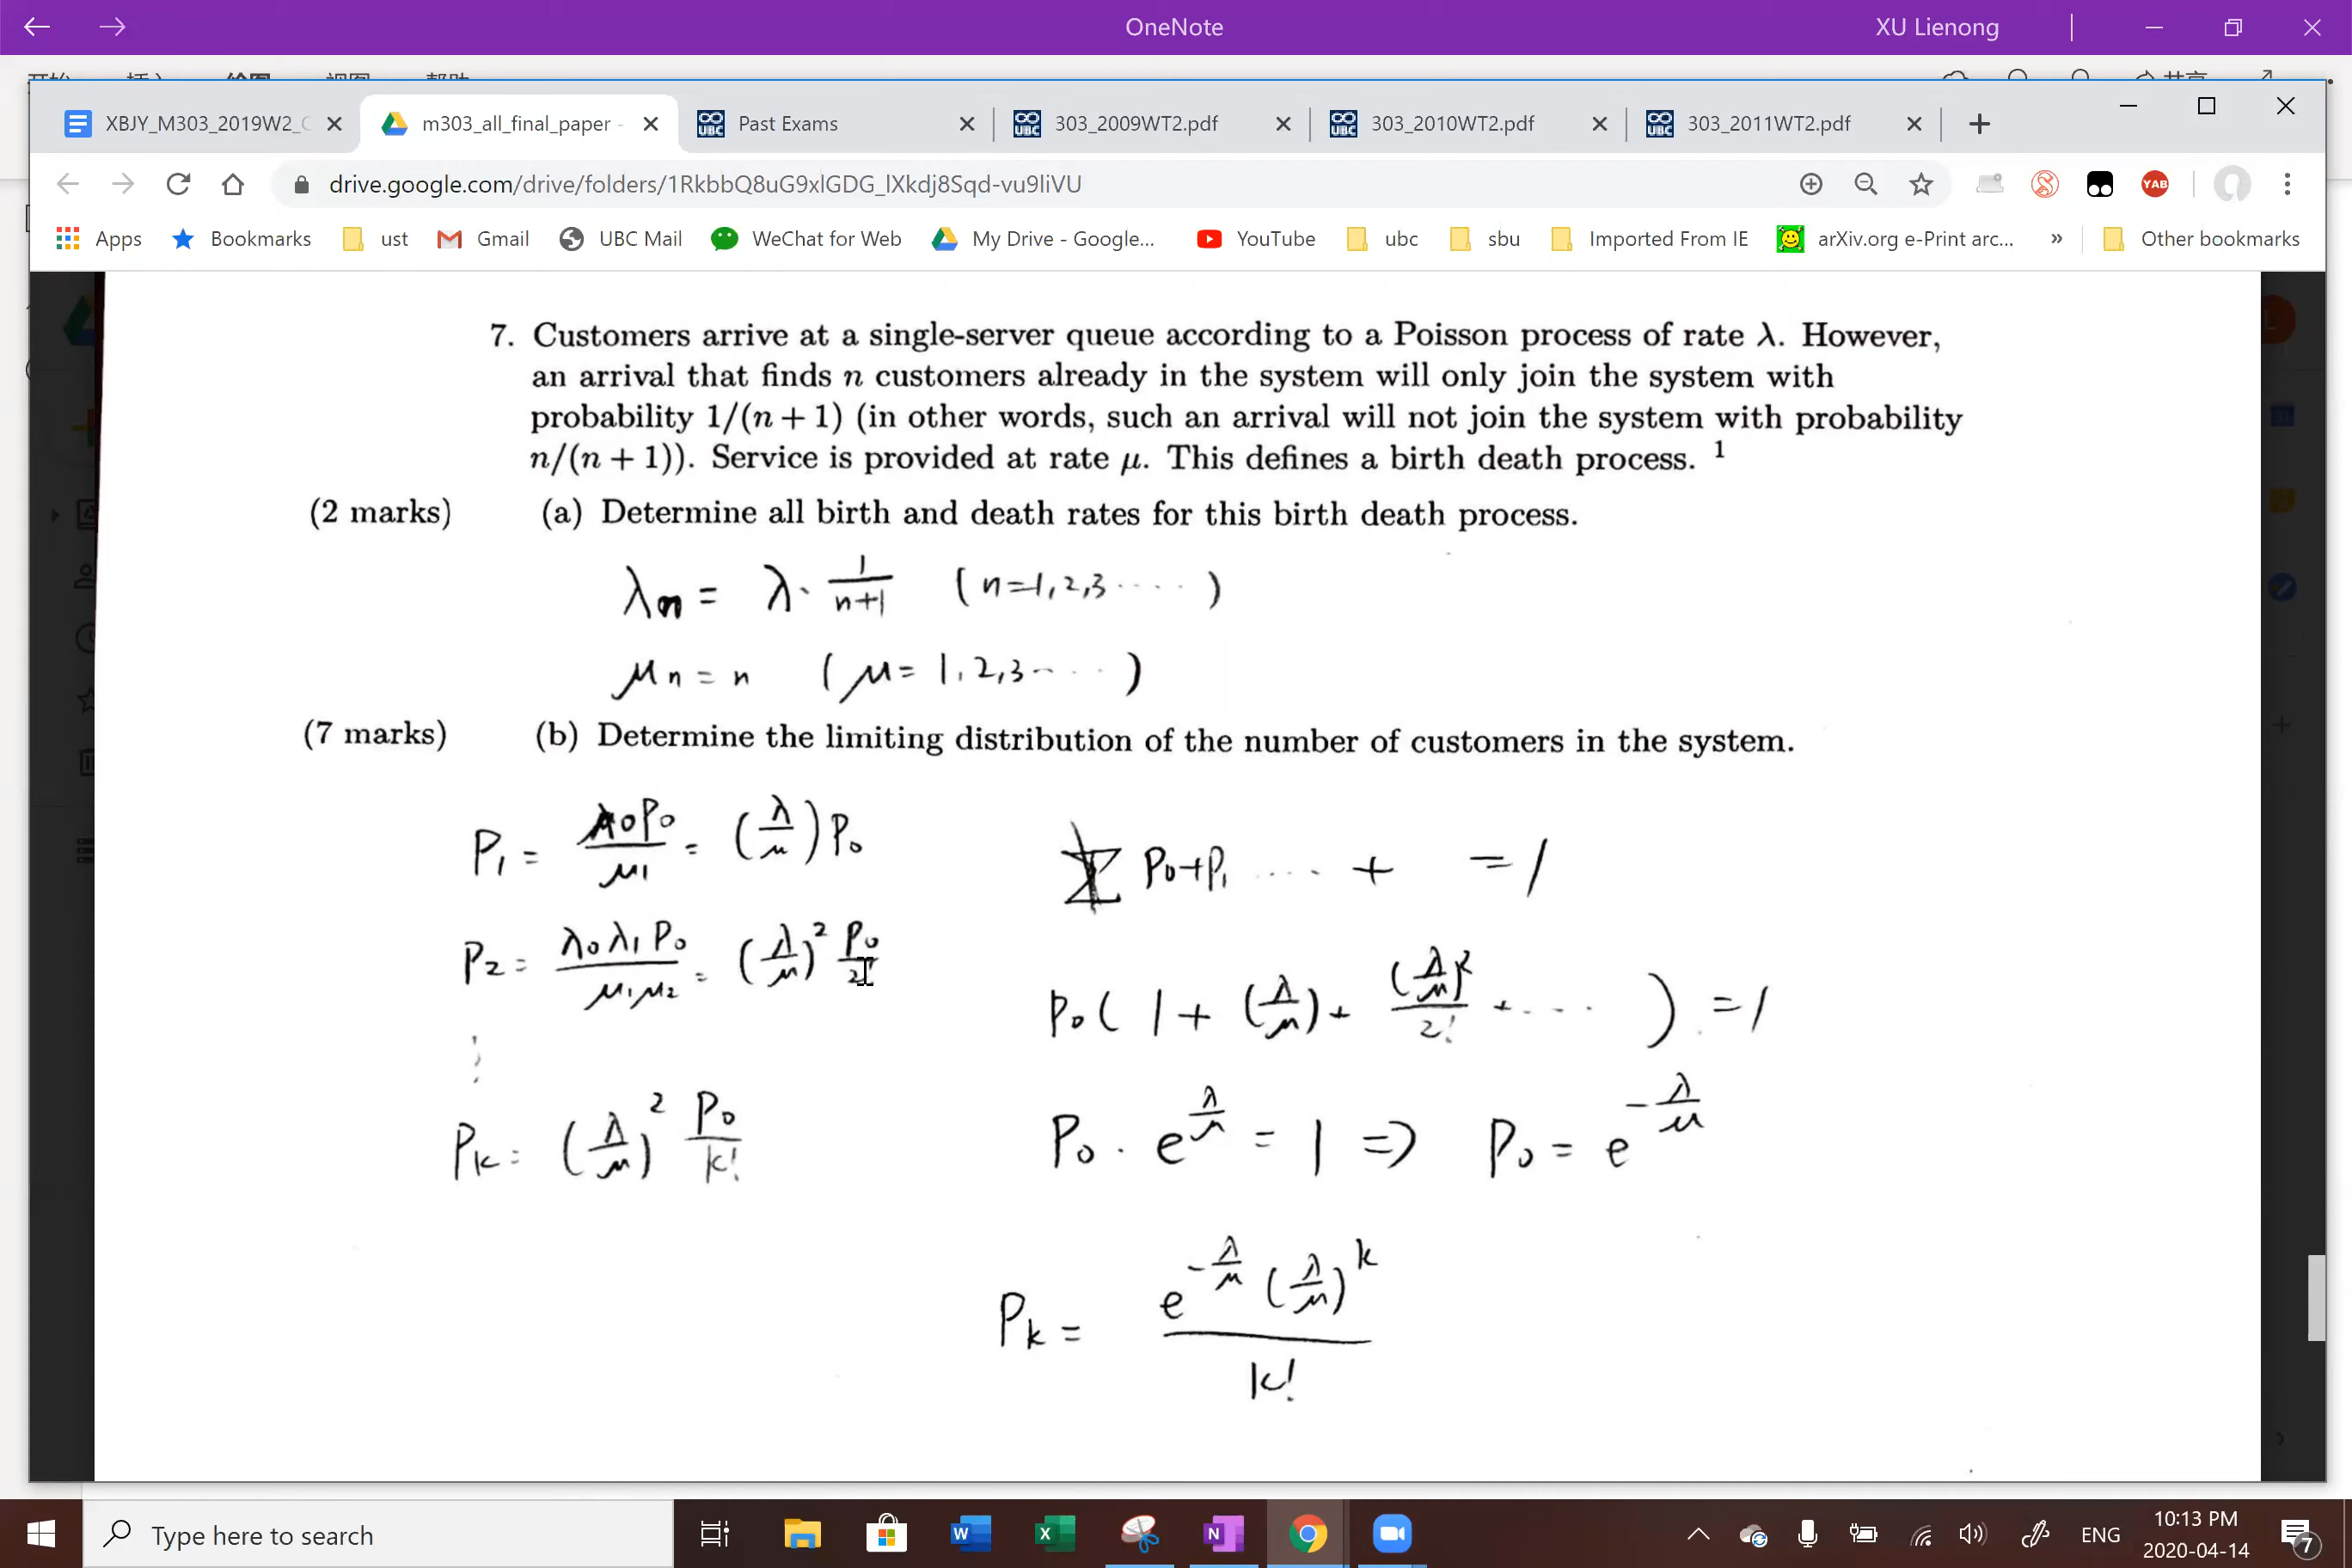 OneNote XU Lienong
XBJY_M303_2019W2_ m303_all_final_paper - Past Exams 303_2009WT2.pdf 303_2010WT2.pdf 303_2011WT2.pdf
drive.google.com/drive/folders/1RkbbQ8uG9xlGDG_lXkdj8Sqd-vu9liVU YAB
Apps Bookmarks ust Gmail UBC Mail WeChat for Web My Drive - Google... YouTube ubc sbu Imported From IE arXiv.org e-Print arc... » Other bookmarks
7. Customers arrive at a single-server queue according to a Poisson process of rate λ. However,
an arrival that finds n customers already in the system will only join the system with
probability 1/(n + 1) (in other words, such an arrival will not join the system with probability
n/(n + 1)). Service is provided at rate μ. This defines a birth death process. 1
(2 marks) (a) Determine all birth and death rates for this birth death process.
λn = λ · 1/(n+1) (n=1,2,3 ....)
μn = n (μ = 1,2,3 ....)
(7 marks) (b) Determine the limiting distribution of the number of customers in the system.
P1 = λ0P0/μ1 = (λ/μ)P0
Σ P0+P1 .... + =1
P2 = λ0λ1P0/μ1μ2 = (λ/μ)^2 P0/2!
P0(1 + (λ/μ) + (λ/μ)^2/2! + ....) =1
Pk = (λ/μ)^2 P0/k!
P0 · e^(λ/μ) = 1 => P0 = e^(-λ/μ)
Pk = e^(-λ/μ) (λ/μ)^k / k!
Type here to search ENG 10:13 PM
2020-04-14 7